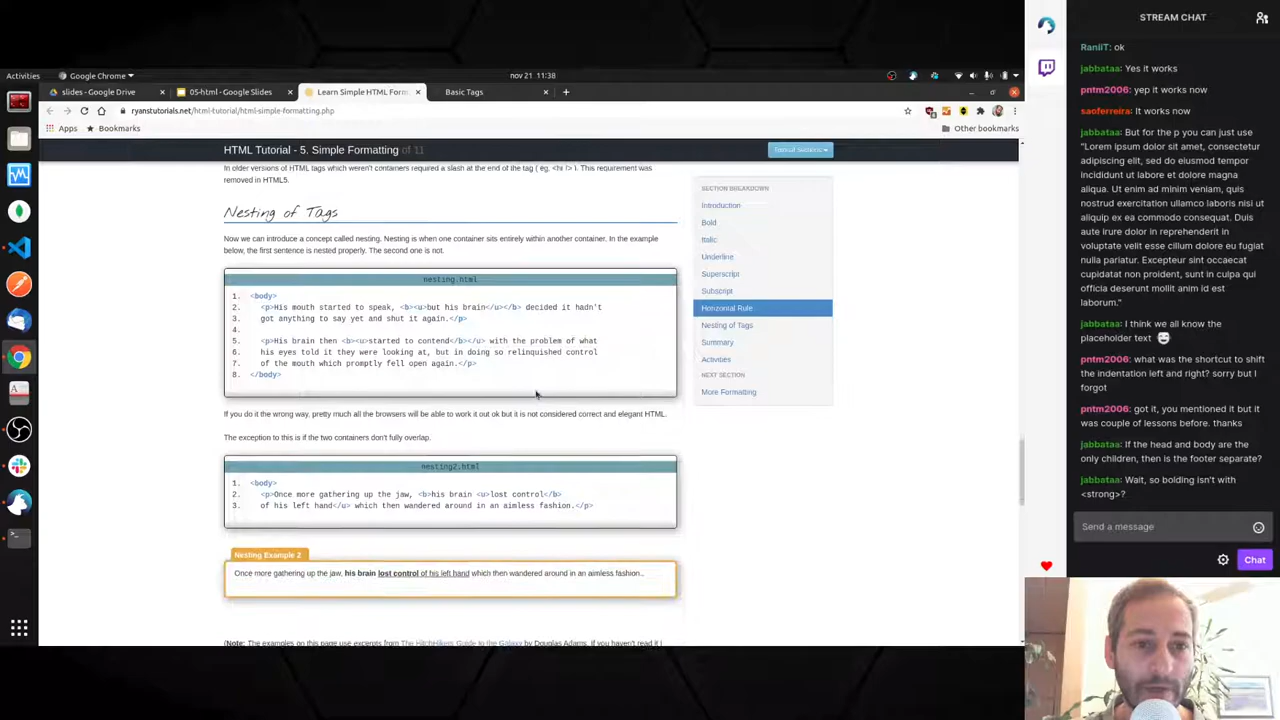 STREAM CHAT
Activities
Google Chrome
nov 21 11:38
slides - Google Drive
05-html - Google Slides
Learn Simple HTML Form
Basic Tags
ryanstutorials.net/html-tutorial/html-simple-formatting.php
Apps
Bookmarks
Other bookmarks
HTML Tutorial - 5. Simple Formatting of 11
In older versions of HTML tags which weren't containers required a slash at the end of the tag ( eg. <hr /> ). This requirement was
removed in HTML5.
Nesting of Tags
Now we can introduce a concept called nesting. Nesting is when one container sits entirely within another container. In the example
below, the first sentence is nested properly. The second one is not.
nesting.html
1. <body>
2. <p>His mouth started to speak, <b><u>but his brain</u></b> decided it hadn't
3. got anything to say yet and shut it again.</p>
4.
5. <p>His brain then <b><u>started to contend</b></u> with the problem of what
6. his eyes told it they were looking at, but in doing so relinquished control
7. of the mouth which promptly fell open again.</p>
8. </body>
If you do it the wrong way, pretty much all the browsers will be able to work it out ok but it is not considered correct and elegant HTML.
The exception to this is if the two containers don't fully overlap.
nesting2.html
1. <body>
2. <p>Once more gathering up the jaw, <b>his brain <u>lost control</b>
3. of his left hand</u> which then wandered around in an aimless fashion.</p>
Nesting Example 2
Once more gathering up the jaw, his brain lost control of his left hand which then wandered around in an aimless fashion..
(Note: The examples on this page use excerpts from The HitchHikers Guide to the Galaxy by Douglas Adams. If you haven't read it I
SECTION BREAKDOWN
Introduction
Bold
Italic
Underline
Superscript
Subscript
Horizontal Rule
Nesting of Tags
Summary
Activities
NEXT SECTION
More Formatting
RaniiT: ok
jabbataa: Yes it works
pntm2006: yep it works now
saoferreira: It works now
jabbataa: But for the p you can just use
"Lorem ipsum dolor sit amet, consectetur
adipiscing elit, sed do eiusmod tempor
incididunt ut labore et dolore magna
aliqua. Ut enim ad minim veniam, quis
nostrud exercitation ullamco laboris nisi
ut aliquip ex ea commodo consequat.
Duis aute irure dolor in reprehenderit
in voluptate velit esse cillum dolore
eu fugiat nulla pariatur. Excepteur sint
occaecat cupidatat non proident, sunt
in culpa qui officia deserunt mollit anim
id est laborum."
jabbataa: I think we all know the
placeholder text
pntm2006: what was the shortcut to shift
the indentation left and right? sorry but I
forgot
pntm2006: got it, you mentioned it but it
was couple of lessons before. thanks
jabbataa: If the head and body are the
only children, then is the footer separate?
jabbataa: Wait, so bolding isn't with
<strong>?
Send a message
Chat